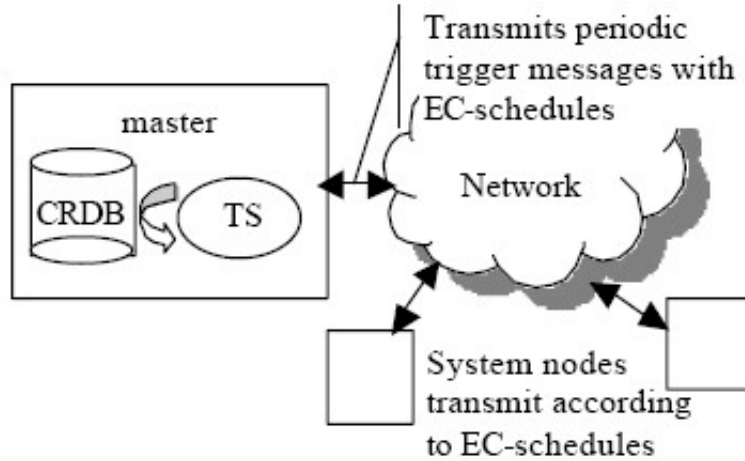 Transmits periodic
trigger messages with
EC-schedules
master
CRDB
TS
Network
System nodes
transmit according
to EC-schedules